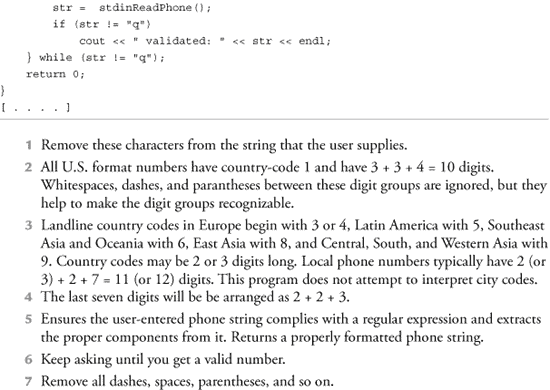 str = stdinReadPhone();
if (str != "q")
cout << " validated: " << str << endl;
} while (str != "q");
return 0;
}
[ . . . . ]
1 Remove these characters from the string that the user supplies.
2 All U.S. format numbers have country-code 1 and have 3 + 3 + 4 = 10 digits.
Whitespaces, dashes, and parantheses between these digit groups are ignored, but they
help to make the digit groups recognizable.
3 Landline country codes in Europe begin with 3 or 4, Latin America with 5, Southeast
Asia and Oceania with 6, East Asia with 8, and Central, South, and Western Asia with
9. Country codes may be 2 or 3 digits long. Local phone numbers typically have 2 (or
3) + 2 + 7 = 11 (or 12) digits. This program does not attempt to interpret city codes.
4 The last seven digits will be be arranged as 2 + 2 + 3.
5 Ensures the user-entered phone string complies with a regular expression and extracts
the proper components from it. Returns a properly formatted phone string.
6 Keep asking until you get a valid number.
7 Remove all dashes, spaces, parentheses, and so on.